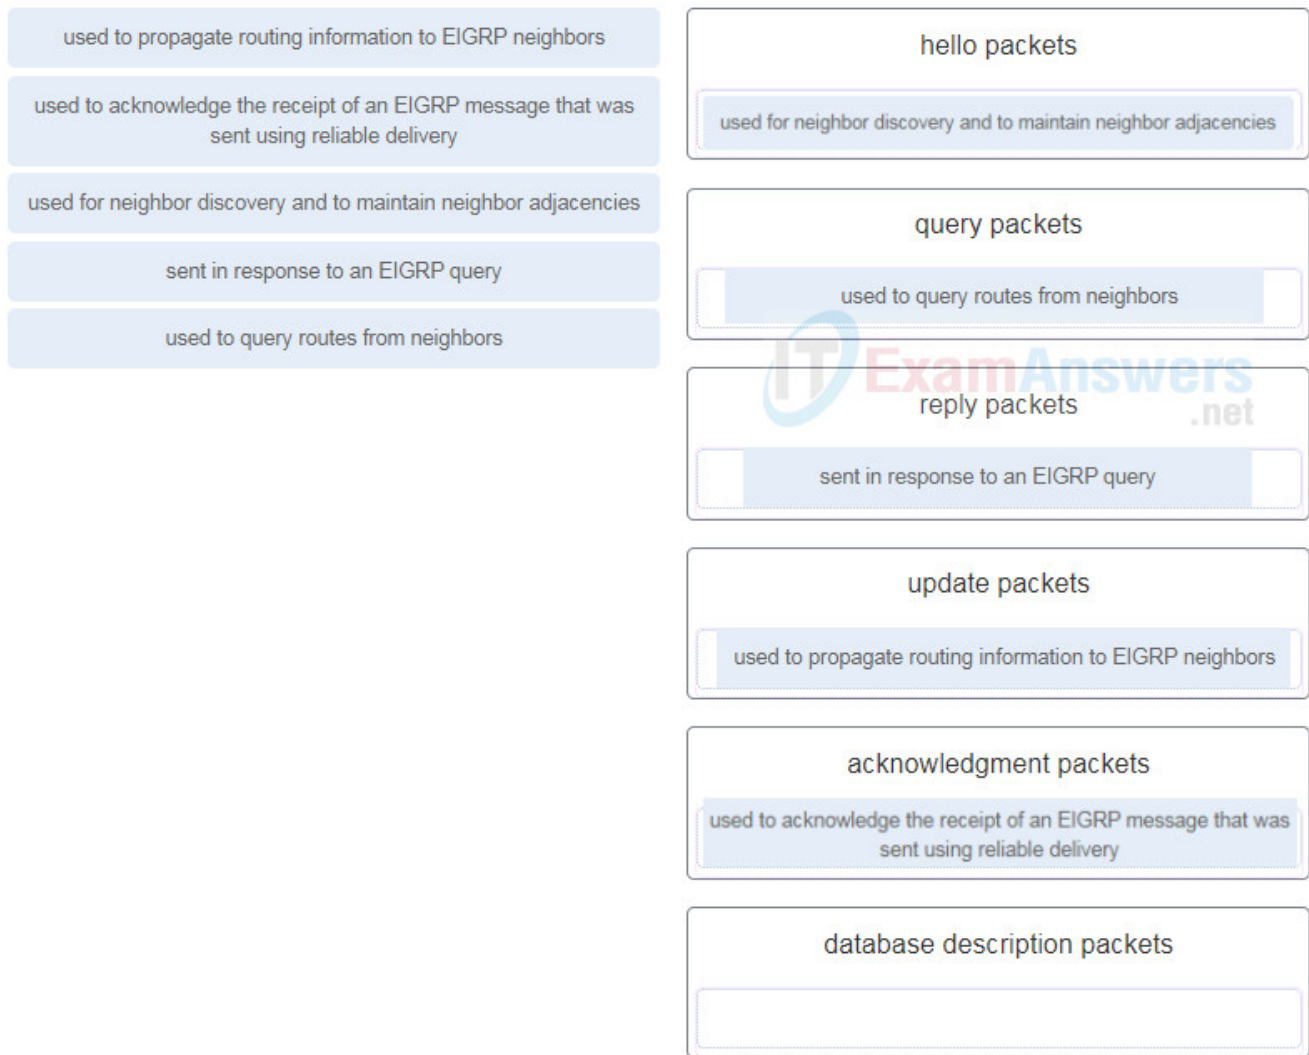 used to propagate routing information to EIGRP neighbors
used to acknowledge the receipt of an EIGRP message that was
sent using reliable delivery
used for neighbor discovery and to maintain neighbor adjacencies
sent in response to an EIGRP query
used to query routes from neighbors
hello packets
used for neighbor discovery and to maintain neighbor adjacencies
query packets
used to query routes from neighbors
ITExamAnswers
.net
reply packets
sent in response to an EIGRP query
update packets
used to propagate routing information to EIGRP neighbors
acknowledgment packets
used to acknowledge the receipt of an EIGRP message that was
sent using reliable delivery
database description packets